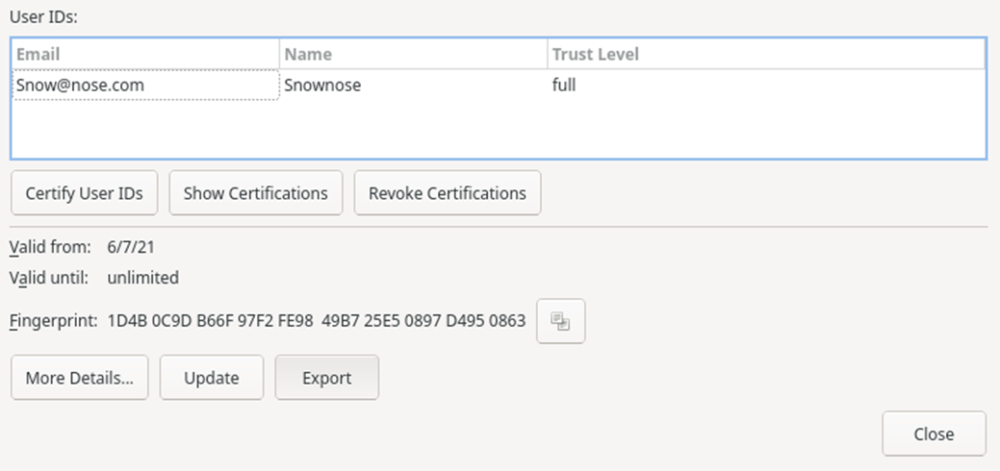 User IDs:
Email Name Trust Level
Snow@nose.com Snownose full
Certify User IDs Show Certifications Revoke Certifications
Valid from: 6/7/21
Valid until: unlimited
Fingerprint: 1D4B 0C9D B66F 97F2 FE98 49B7 25E5 0897 D495 0863
More Details... Update Export
Close